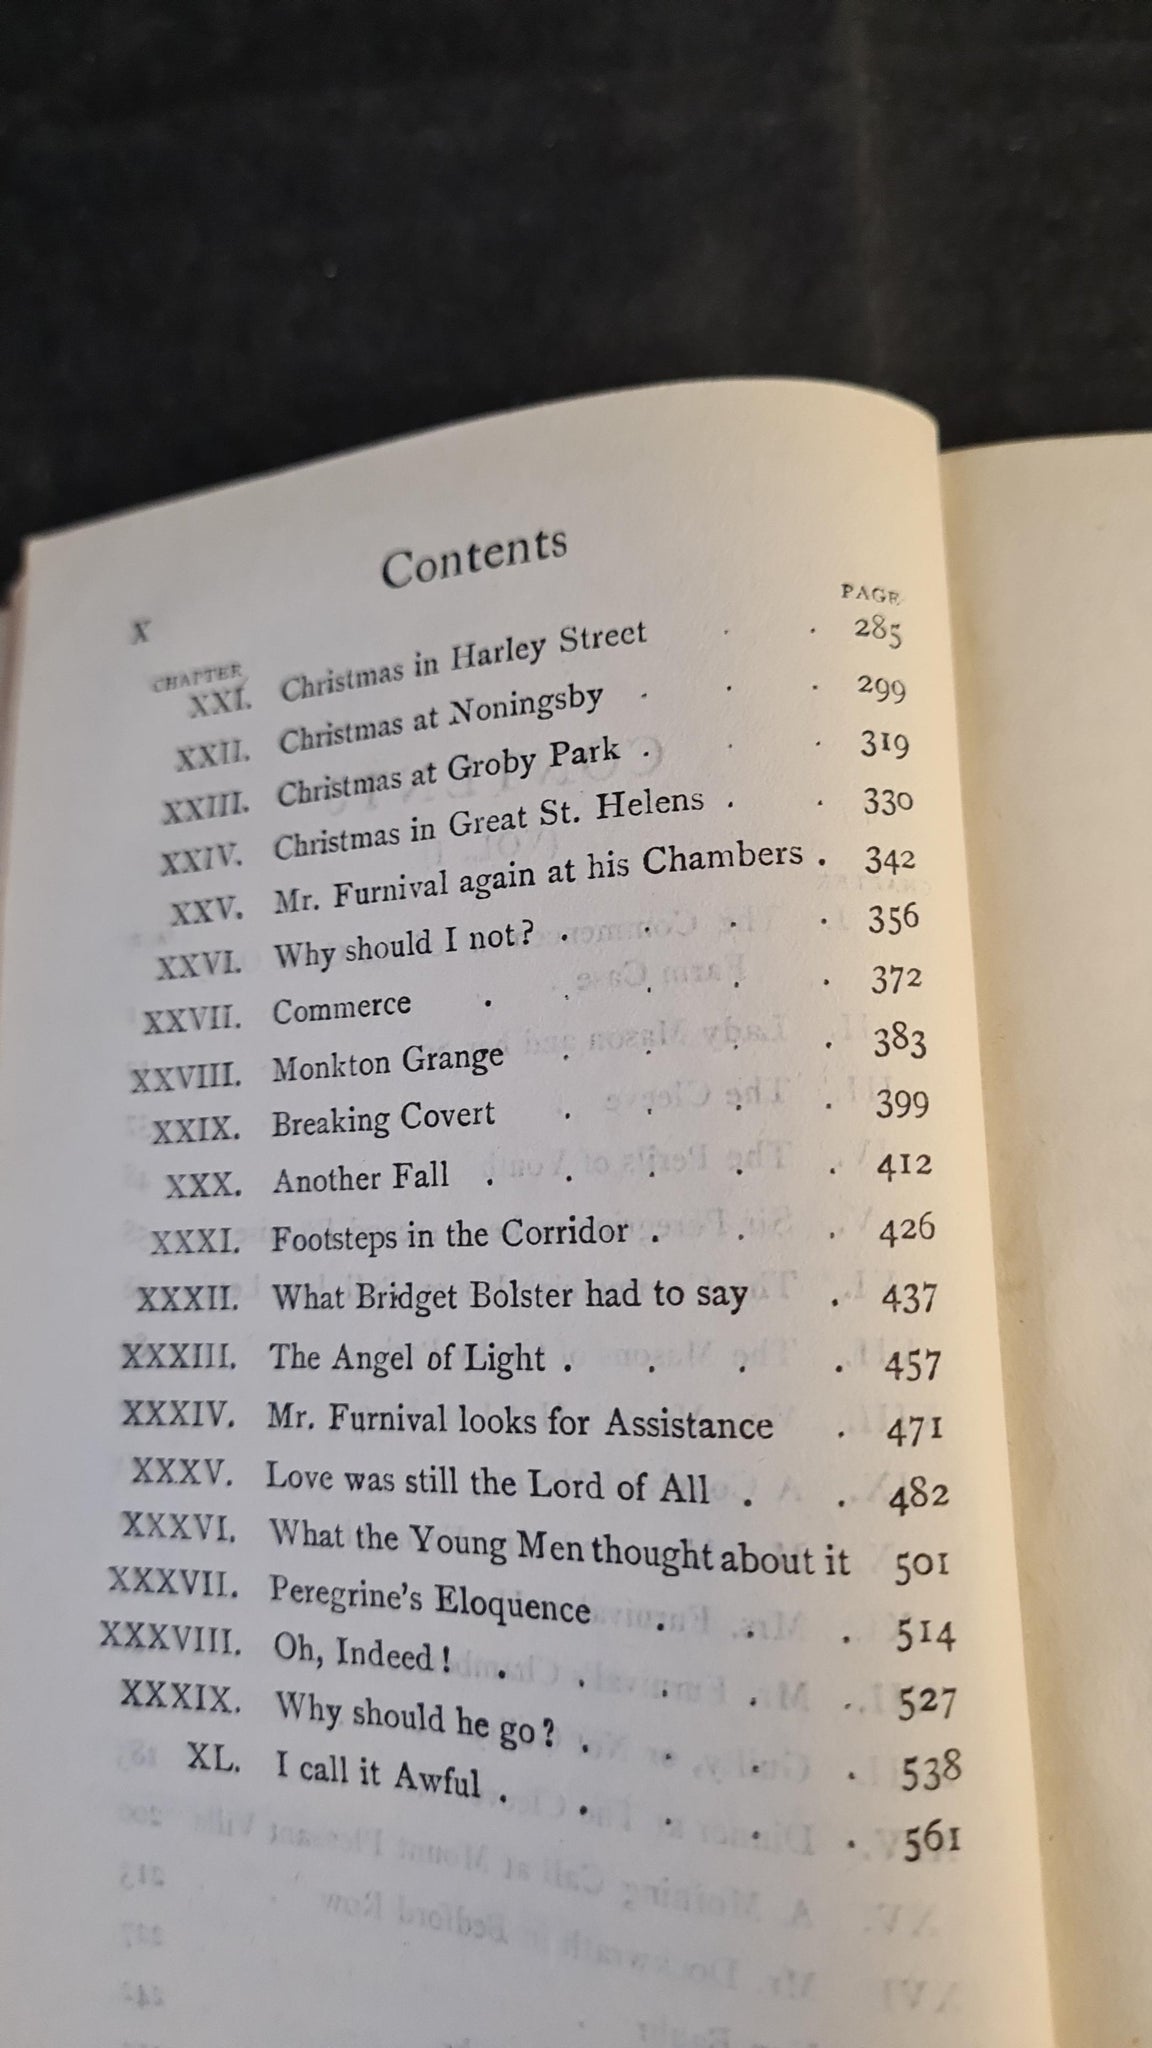 Contents
X
CHAPTER PAGE
XXI. Christmas in Harley Street . . 285
XXII. Christmas at Noningsby . . . 299
XXIII. Christmas at Groby Park . . . 319
XXIV. Christmas in Great St. Helens . . 330
XXV. Mr. Furnival again at his Chambers . 342
XXVI. Why should I not? . . . . 356
XXVII. Commerce . . . . . 372
XXVIII. Monkton Grange . . . . 383
XXIX. Breaking Covert . . . . 399
XXX. Another Fall . . . . . 412
XXXI. Footsteps in the Corridor . . . 426
XXXII. What Bridget Bolster had to say . 437
XXXIII. The Angel of Light . . . . 457
XXXIV. Mr. Furnival looks for Assistance . 471
XXXV. Love was still the Lord of All . . 482
XXXVI. What the Young Men thought about it 501
XXXVII. Peregrine's Eloquence . . . 514
XXXVIII. Oh, Indeed! . . . . . 527
XXXIX. Why should he go? . . . . 538
XL. I call it Awful . . . . . 561